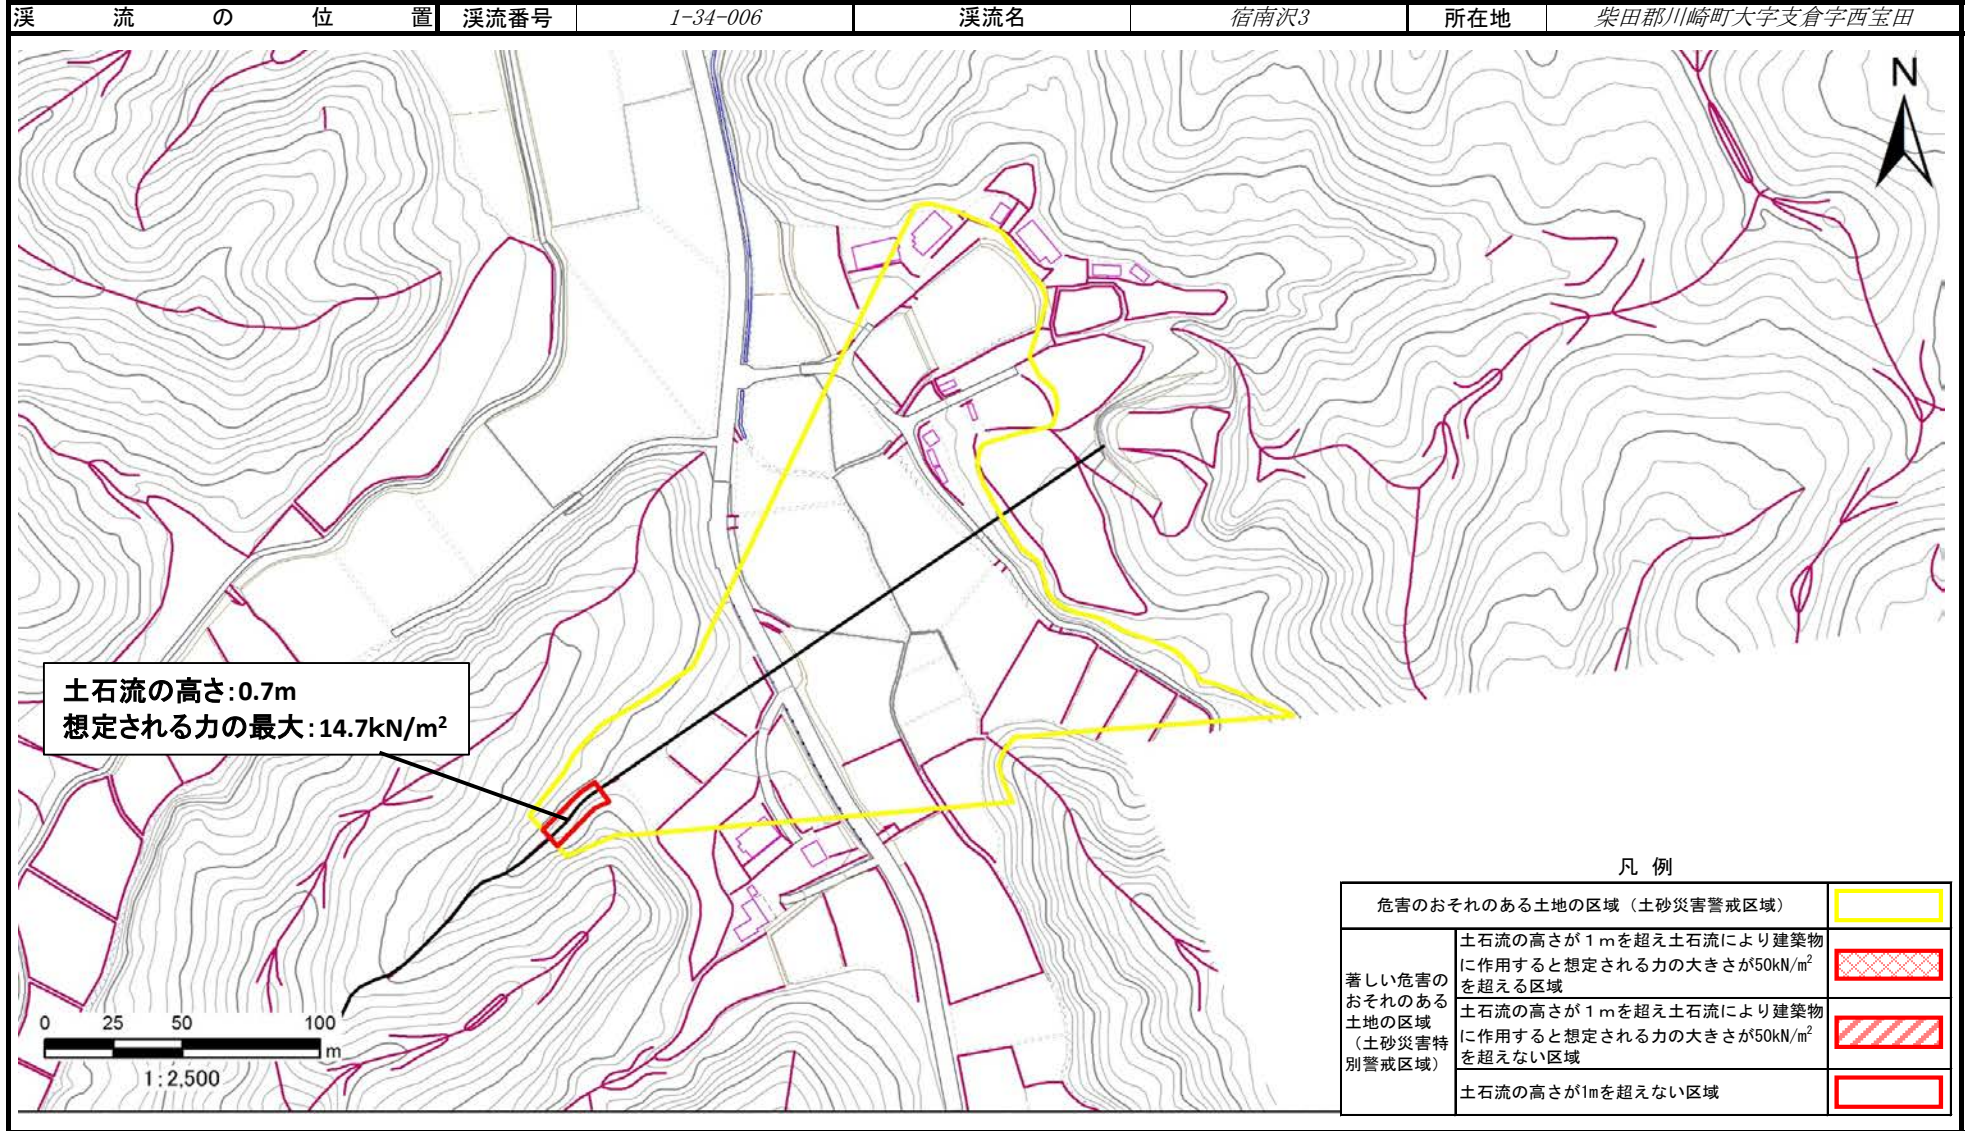 渓流の位置 渓流番号 1-34-006 渓流名 宿南沢3 所在地 柴田郡川崎町大字支倉字西宝田
N
土石流の高さ:0.7m
想定される力の最大:14.7kN/m²
0 25 50 100
m
1:2,500
凡 例
危害のおそれのある土地の区域（土砂災害警戒区域）
著しい危害の
おそれのある
土地の区域
（土砂災害特
別警戒区域）
土石流の高さが１ｍを超え土石流により建築物
に作用すると想定される力の大きさが50kN/m²
を超える区域
土石流の高さが１ｍを超え土石流により建築物
に作用すると想定される力の大きさが50kN/m²
を超えない区域
土石流の高さが1mを超えない区域